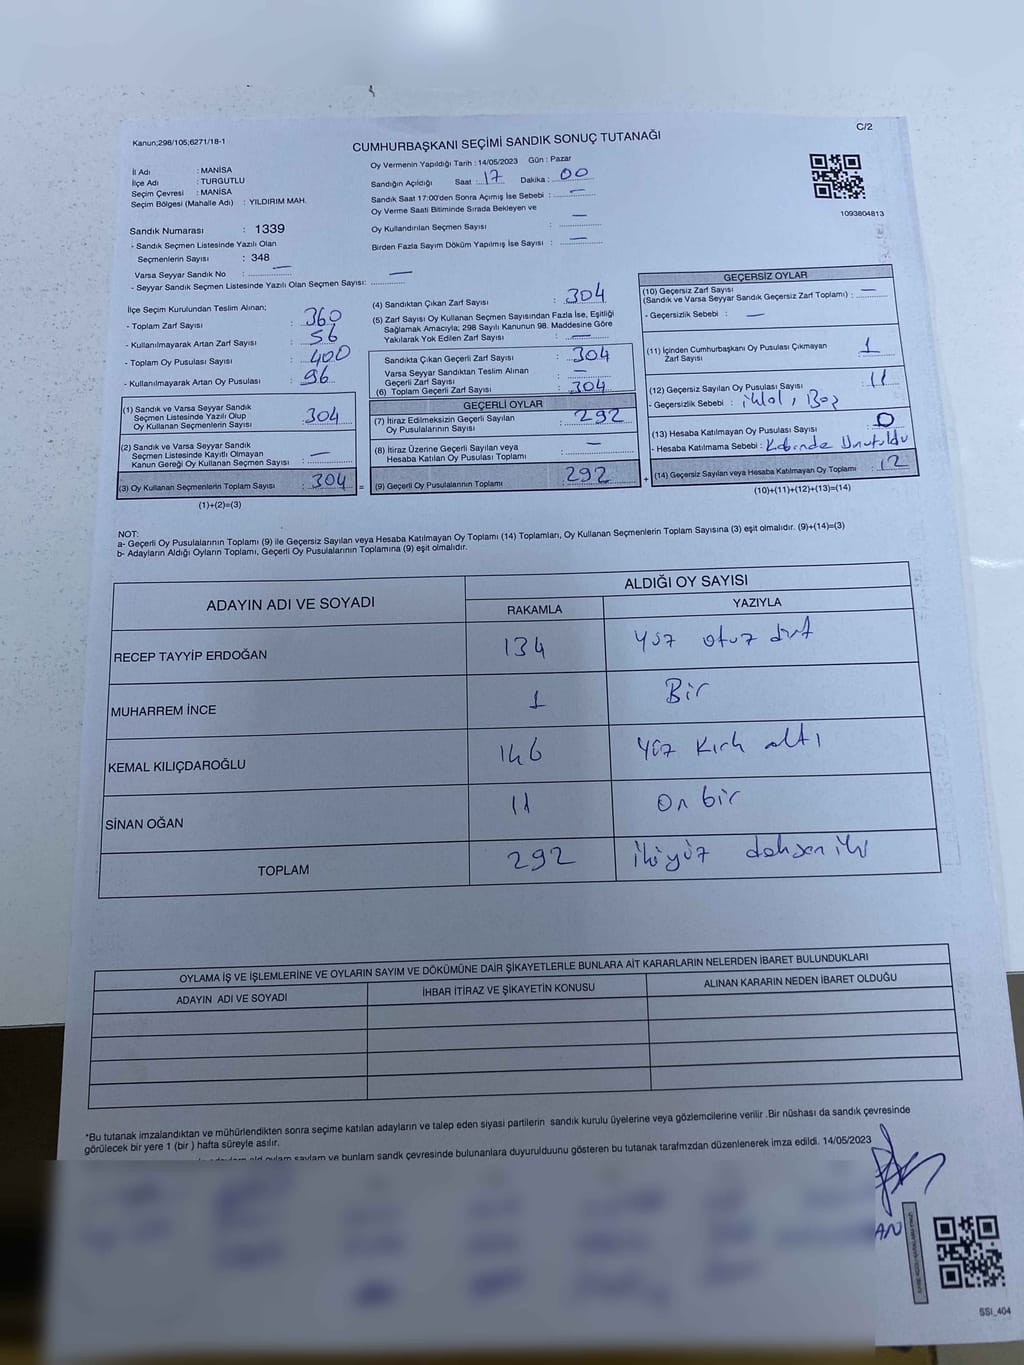 Kanun;298/105,6271/18-1
C/2
CUMHURBAŞKANI SEÇİMİ SANDIK SONUÇ TUTANAĞI
İl Adı : MANİSA
İlçe Adı : TURGUTLU
Seçim Çevresi : MANİSA
Seçim Bölgesi (Mahalle Adı) : YILDIRIM MAH.
Oy Vermenin Yapıldığı Tarih : 14/05/2023 Gün : Pazar
Sandığın Açıldığı Saat : 17 Dakika : 00
Sandık Saat 17:00'den Sonra Açımış İse Sebebi : —
Oy Verme Saati Bitiminde Sırada Bekleyen ve
Oy Kullandırılan Seçmen Sayısı : —
Birden Fazla Sayım Döküm Yapılmış İse Sayısı : —
1093804813
Sandık Numarası : 1339
- Sandık Seçmen Listesinde Yazılı Olan
Seçmenlerin Sayısı : 348
Varsa Seyyar Sandık No : —
- Seyyar Sandık Seçmen Listesinde Yazılı Olan Seçmen Sayısı: —
İlçe Seçim Kurulundan Teslim Alınan;
- Toplam Zarf Sayısı : 360
- Kullanılmayarak Artan Zarf Sayısı : 56
- Toplam Oy Pusulası Sayısı : 400
- Kullanılmayarak Artan Oy Pusulası : 96
(1) Sandık ve Varsa Seyyar Sandık
Seçmen Listesinde Yazılı Olup
Oy Kullanan Seçmenlerin Sayısı : 304
(2) Sandık ve Varsa Seyyar Sandık
Seçmen Listesinde Kayıtlı Olmayan
Kanun Gereği Oy Kullanan Seçmen Sayısı : —
(3) Oy Kullanan Seçmenlerin Toplam Sayısı : 304 =
(1)+(2)=(3)
(4) Sandıktan Çıkan Zarf Sayısı : 304
(5) Zarf Sayısı Oy Kullanan Seçmen Sayısından Fazla İse, Eşitliği
Sağlamak Amacıyla; 298 Sayılı Kanunun 98. Maddesine Göre
Yakılarak Yok Edilen Zarf Sayısı : —
Sandıkta Çıkan Geçerli Zarf Sayısı : 304
Varsa Seyyar Sandıktan Teslim Alınan
Geçerli Zarf Sayısı : —
(6) Toplam Geçerli Zarf Sayısı : 304
GEÇERLİ OYLAR
(7) İtiraz Edilmeksizin Geçerli Sayılan
Oy Pusulalarının Sayısı : 292
(8) İtiraz Üzerine Geçerli Sayılan veya
Hesaba Katılan Oy Pusulası Toplamı : —
(9) Geçerli Oy Pusulalarının Toplamı : 292 +
GEÇERSİZ OYLAR
(10) Geçersiz Zarf Sayısı
(Sandık ve Varsa Seyyar Sandık Geçersiz Zarf Toplamı) : —
- Geçersizlik Sebebi : —
(11) İçinden Cumhurbaşkanı Oy Pusulası Çıkmayan
Zarf Sayısı : 1
(12) Geçersiz Sayılan Oy Pusulası Sayısı : 11
- Geçersizlik Sebebi : ihlal, Boş
(13) Hesaba Katılmayan Oy Pusulası Sayısı : 0
- Hesaba Katılmama Sebebi : Kabinde Unutuldu
(14) Geçersiz Sayılan veya Hesaba Katılmayan Oy Toplamı : 12
(10)+(11)+(12)+(13)=(14)
NOT:
a- Geçerli Oy Pusulalarının Toplamı (9) ile Geçersiz Sayılan veya Hesaba Katılmayan Oy Toplamı (14) Toplamları, Oy Kullanan Seçmenlerin Toplam Sayısına (3) eşit olmalıdır. (9)+(14)=(3)
b- Adayların Aldığı Oyların Toplamı, Geçerli Oy Pusulalarının Toplamına (9) eşit olmalıdır.
ADAYIN ADI VE SOYADI
ALDIĞI OY SAYISI
RAKAMLA YAZIYLA
RECEP TAYYİP ERDOĞAN 134 yüz otuz dört
MUHARREM İNCE 1 Bir
KEMAL KILIÇDAROĞLU 146 yüz kırk altı
SİNAN OĞAN 11 On bir
TOPLAM 292 ikiyüz doksan iki
OYLAMA İŞ VE İŞLEMLERİNE VE OYLARIN SAYIM VE DÖKÜMÜNE DAİR ŞİKAYETLERLE BUNLARA AİT KARARLARIN NELERDEN İBARET BULUNDUKLARI
ADAYIN ADI VE SOYADI İHBAR İTİRAZ VE ŞİKAYETİN KONUSU ALINAN KARARIN NEDEN İBARET OLDUĞU
*Bu tutanak imzalandıktan ve mühürlendikten sonra seçime katılan adayların ve talep eden siyasi partilerin sandık kurulu üyelerine veya gözlemcilerine verilir .Bir nüshası da sandık çevresinde
görülecek bir yere 1 (bir ) hafta süreyle asılır.
sayılam ve bunlam sandk çevresinde bulunanlara duyurulduunu gösteren bu tutanak tarafmzdan düzenlenerek imza edildi. 14/05/2023
AN
SSI_404